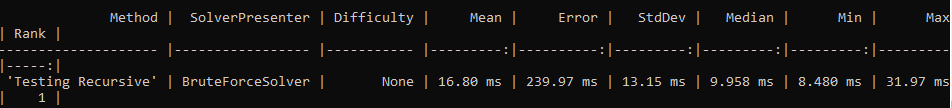 Method | SolverPresenter | Difficulty | Mean | Error | StdDev | Median | Min | Max
| Rank |
------------------- |---------------- |----------- |---------:|----------:|---------:|---------:|---------:|-------
|-----:|
'Testing Recursive' | BruteForceSolver | None | 16.80 ms | 239.97 ms | 13.15 ms | 9.958 ms | 8.480 ms | 31.97 ms
| 1 |